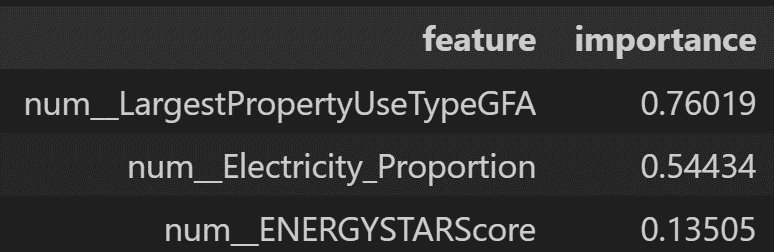 feature importance
num__LargestPropertyUseTypeGFA 0.76019
num__Electricity_Proportion 0.54434
num__ENERGYSTARScore 0.13505